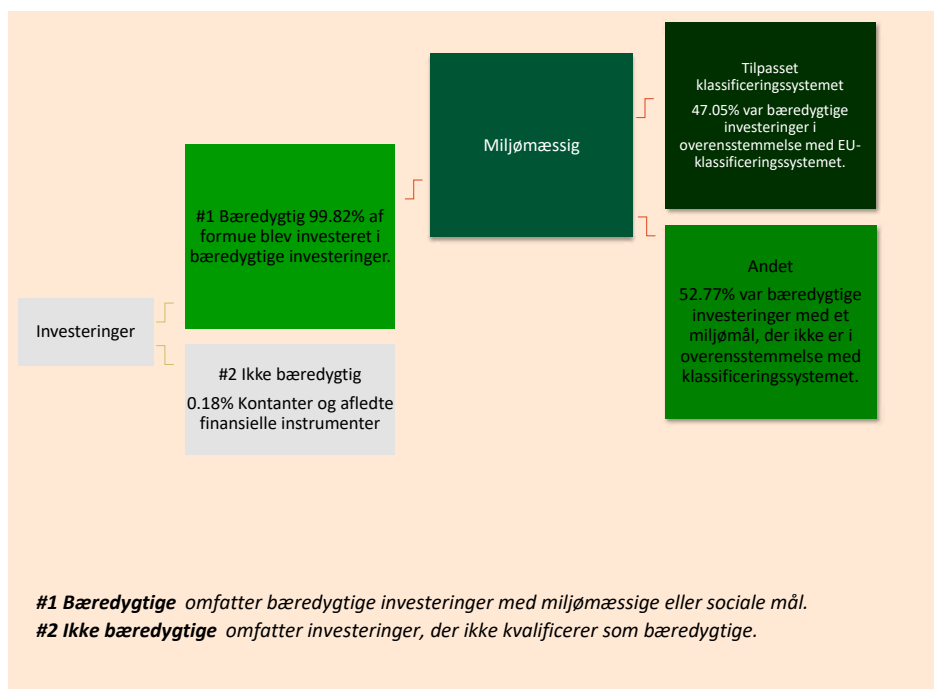 Investeringer
#1 Bæredygtig 99.82% af
formue blev investeret i
bæredygtige investeringer.
#2 Ikke bæredygtig
0.18% Kontanter og afledte
finansielle instrumenter
Miljømæssig
Tilpasset
klassificeringssystemet
47.05% var bæredygtige
investeringer i
overensstemmelse med EU-
klassificeringssystemet.
Andet
52.77% var bæredygtige
investeringer med et
miljømål, der ikke er i
overensstemmelse med
klassificeringssystemet.
#1 Bæredygtige omfatter bæredygtige investeringer med miljømæssige eller sociale mål.
#2 Ikke bæredygtige omfatter investeringer, der ikke kvalificerer som bæredygtige.